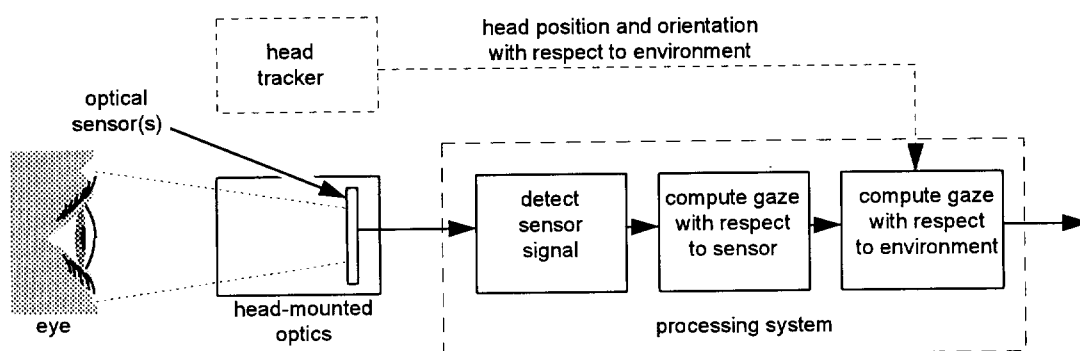 head
tracker
head position and orientation
with respect to environment
optical
sensor(s)
detect
sensor
signal
compute gaze
with respect
to sensor
compute gaze
with respect
to environment
eye
head-mounted
optics
processing system